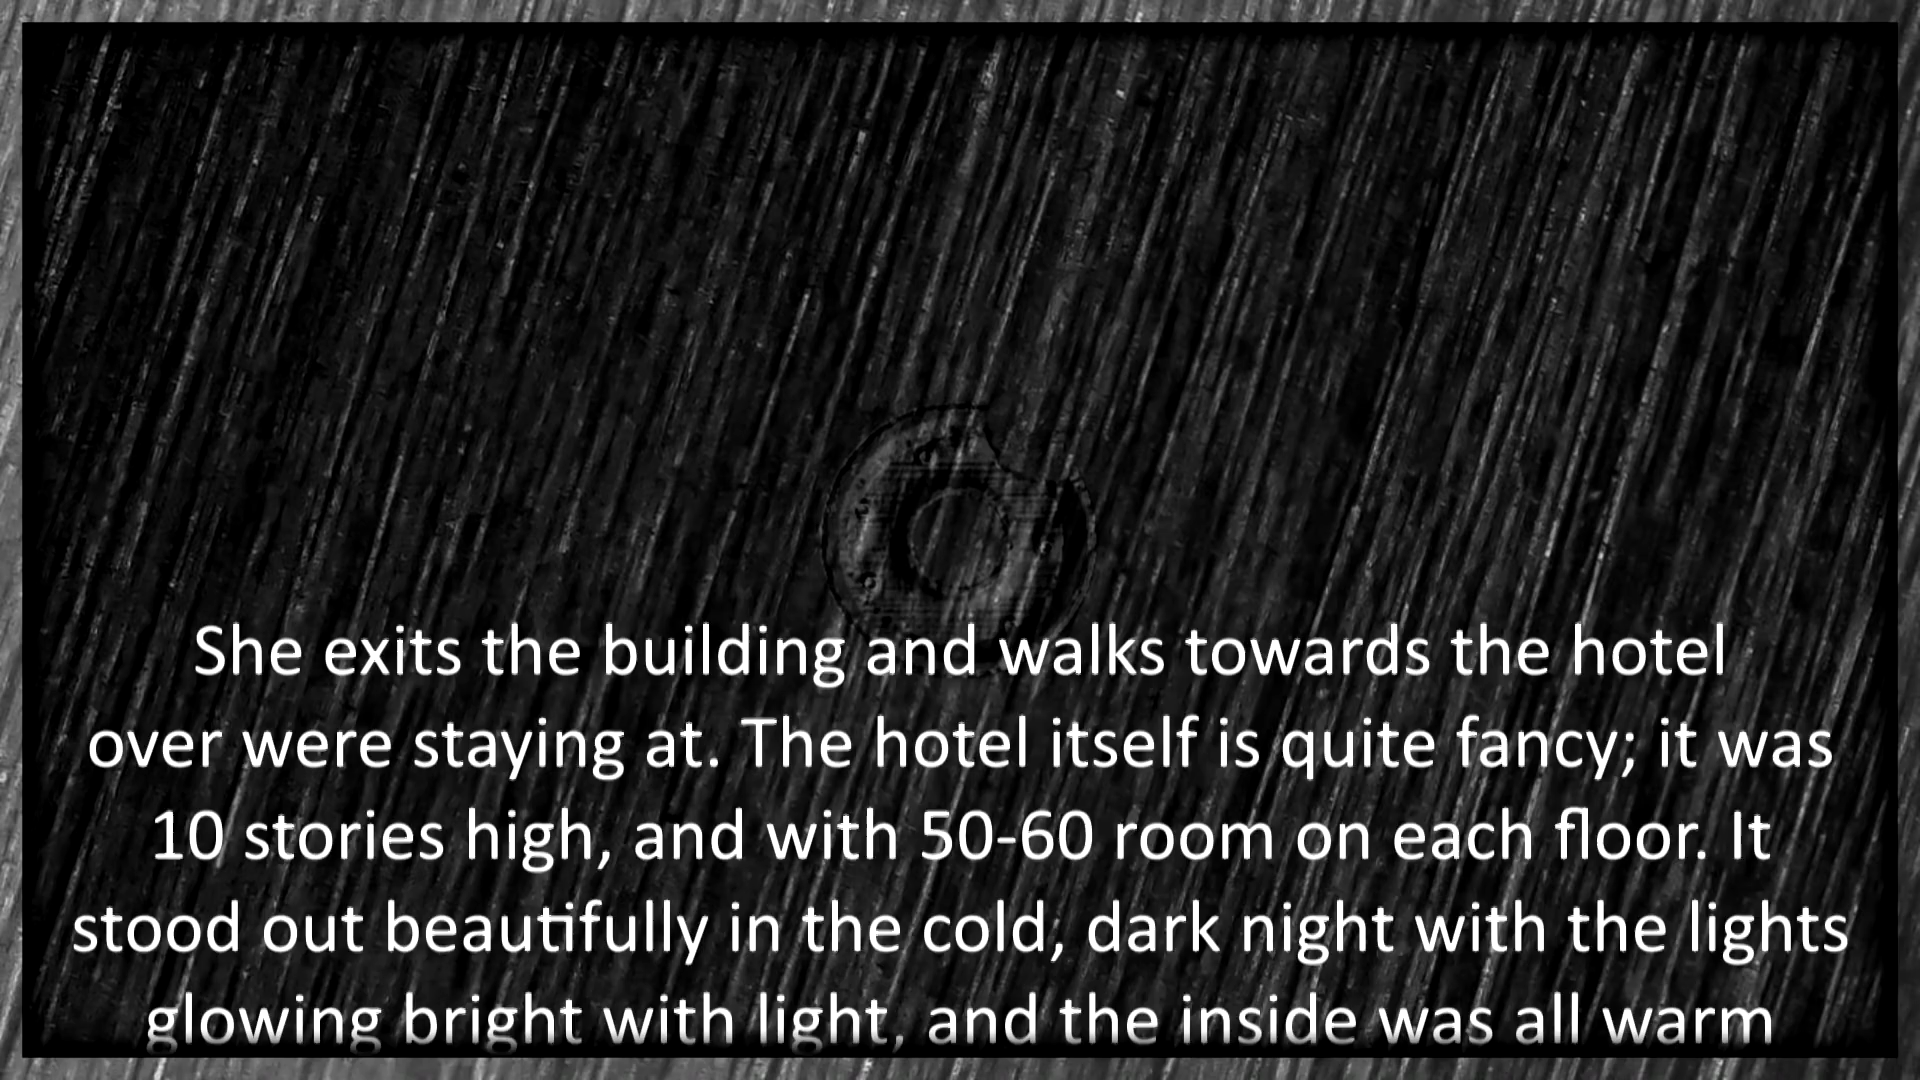 She exits the building and walks towards the hotel
over were staying at. The hotel itself is quite fancy; it was
10 stories high, and with 50-60 room on each floor. It
stood out beautifully in the cold, dark night with the lights
glowing bright with light, and the inside was all warm